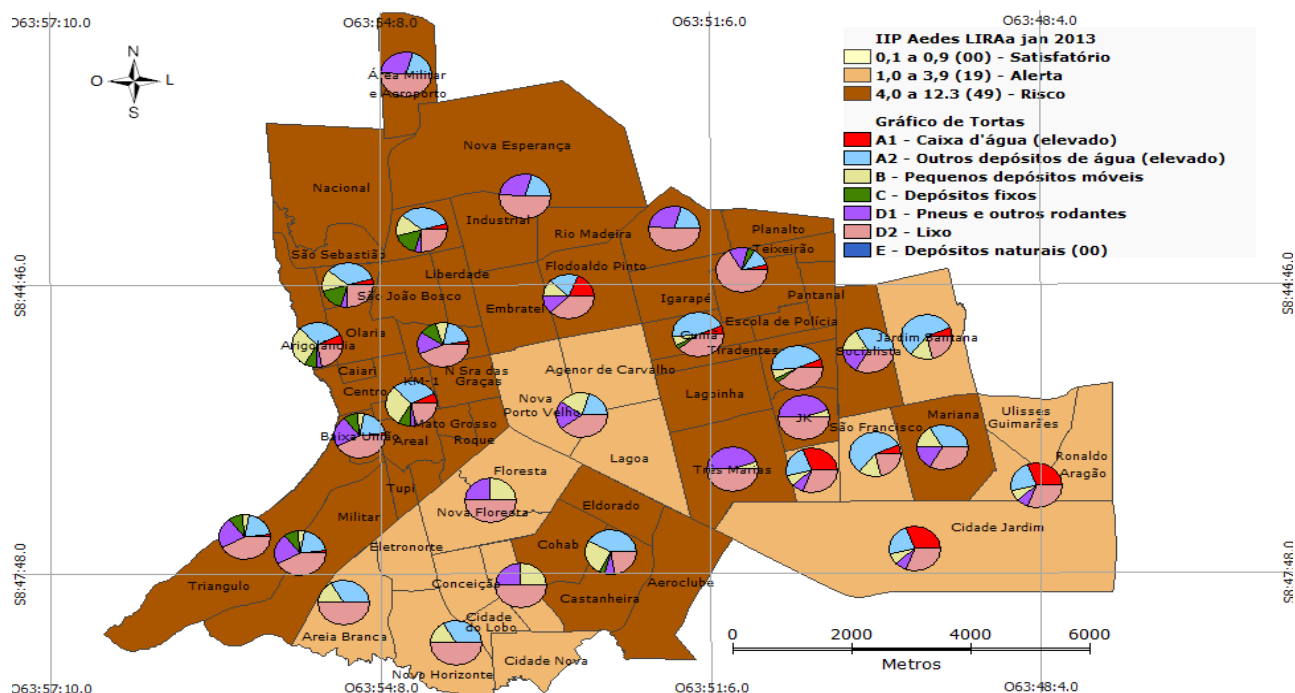 O63:57:10.0
O63:54:8.0
O63:51:6.0
O63:48:4.0
N
O
L
S
IIP Aedes LIRAa jan 2013
0,1 a 0,9 (00) - Satisfatório
1,0 a 3,9 (19) - Alerta
4,0 a 12.3 (49) - Risco
Gráfico de Tortas
A1 - Caixa d'água (elevado)
A2 - Outros depósitos de água (elevado)
B - Pequenos depósitos móveis
C - Depósitos fixos
D1 - Pneus e outros rodantes
D2 - Lixo
E - Depósitos naturais (00)
Área Militar
e Aeroporto
Nova Esperança
Nacional
Industrial
Rio Madeira
Planalto
Teixeirão
São Sebastião
Liberdade
Flodoaldo Pinto
S8:44:46.0
S8:44:46.0
São João Bosco
Embratel
Igarapé
Pantanal
Escola de Polícia
Olaria
Arigolândia
Cuniã
Tiradentes
Socialista
Jardim Santana
Caiari
Centro
KM-1
N Sra das
Graças
Agenor de Carvalho
Nova
Porto Velho
Lagoinha
JK
São Francisco
Mariana
Ulisses
Guimarães
Mato Grosso
Baixa União
Areal
Roque
Lagoa
Três Marias
Ronaldo
Aragão
Floresta
Tupi
Nova Floresta
Eldorado
Militar
Cidade Jardim
Eletronorte
Cohab
S8:47:48.0
S8:47:48.0
Triangulo
Conceição
Aeroclube
Castanheira
Areia Branca
Cidade
do Lobo
Cidade Nova
Novo Horizonte
0
2000
4000
6000
Metros
O63:57:10.0
O63:54:8.0
O63:51:6.0
O63:48:4.0